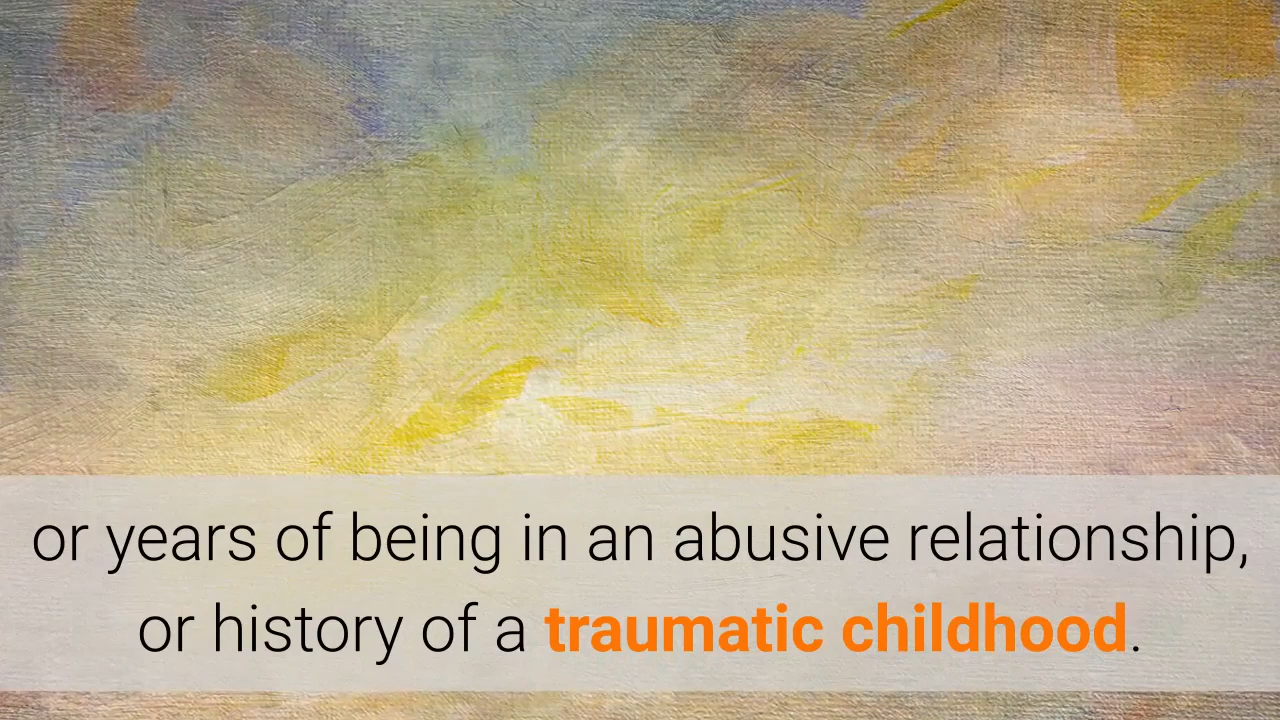 or years of being in an abusive relationship,
or history of a traumatic childhood.